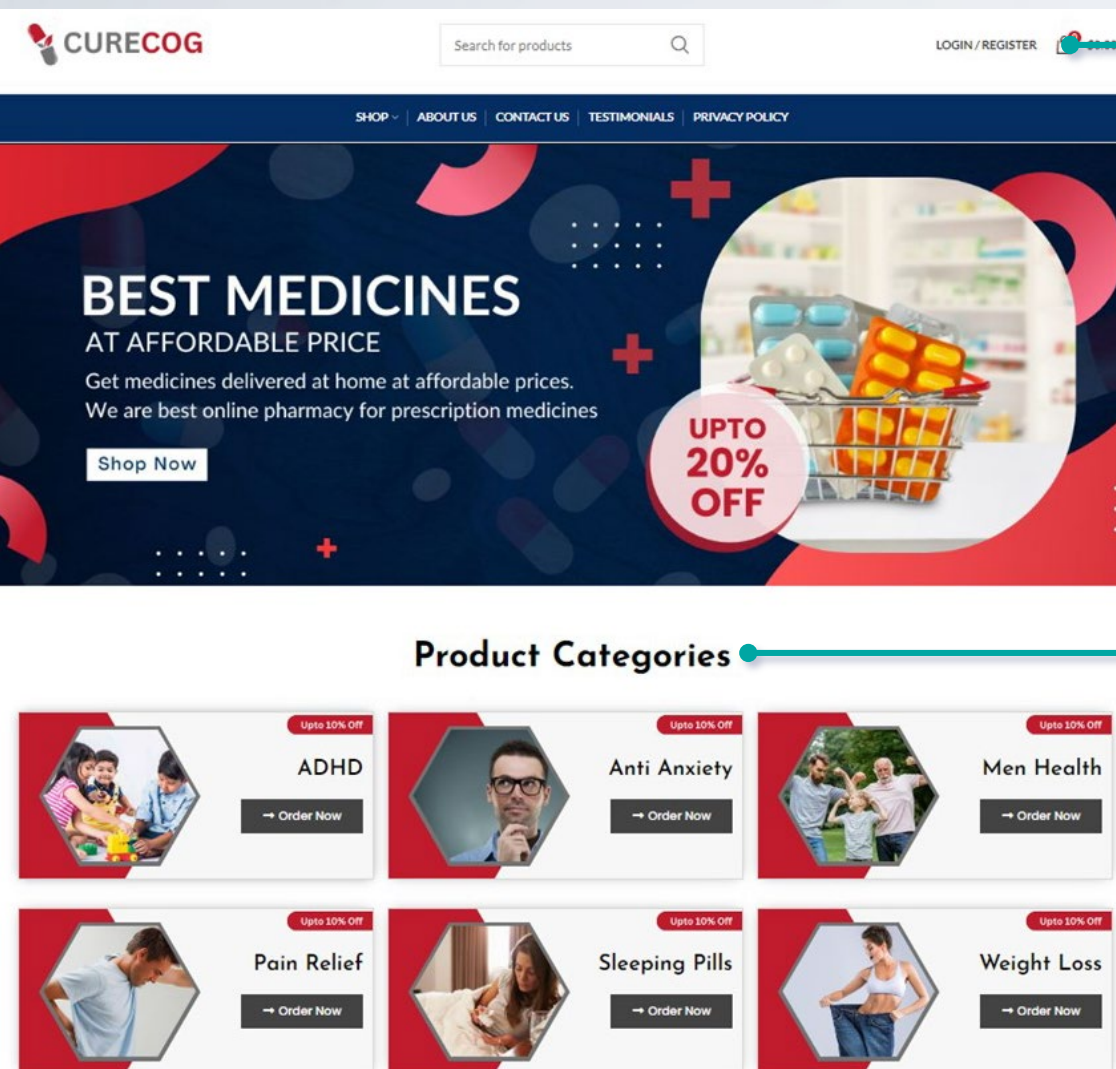 CURECOG
Search for products
LOGIN / REGISTER
SHOP
ABOUT US
CONTACT US
TESTIMONIALS
PRIVACY POLICY
BEST MEDICINES
AT AFFORDABLE PRICE
Get medicines delivered at home at affordable prices.
We are best online pharmacy for prescription medicines
Shop Now
UPTO
20%
OFF
Product Categories
Upto 10% Off
ADHD
→ Order Now
Upto 10% Off
Anti Anxiety
→ Order Now
Upto 10% Off
Men Health
→ Order Now
Upto 10% Off
Pain Relief
→ Order Now
Upto 10% Off
Sleeping Pills
→ Order Now
Upto 10% Off
Weight Loss
→ Order Now